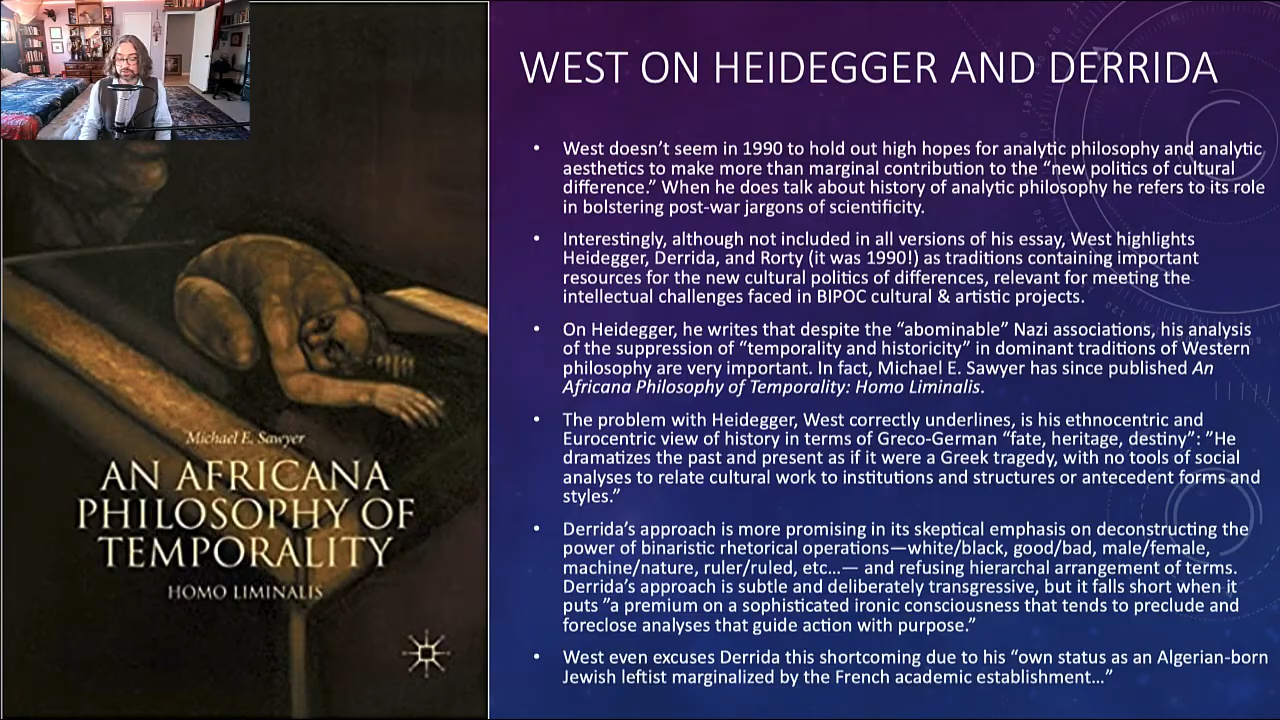 WEST ON HEIDEGGER AND DERRIDA
• West doesn’t seem in 1990 to hold out high hopes for analytic philosophy and analytic
aesthetics to make more than marginal contribution to the “new politics of cultural
difference.” When he does talk about history of analytic philosophy he refers to its role
in bolstering post-war jargons of scientificity.
• Interestingly, although not included in all versions of his essay, West highlights
Heidegger, Derrida, and Rorty (it was 1990!) as traditions containing important
resources for the new cultural politics of differences, relevant for meeting the
intellectual challenges faced in BIPOC cultural & artistic projects.
• On Heidegger, he writes that despite the “abominable” Nazi associations, his analysis
of the suppression of “temporality and historicity” in dominant traditions of Western
philosophy are very important. In fact, Michael E. Sawyer has since published An
Africana Philosophy of Temporality: Homo Liminalis.
• The problem with Heidegger, West correctly underlines, is his ethnocentric and
Eurocentric view of history in terms of Greco-German “fate, heritage, destiny”: ”He
dramatizes the past and present as if it were a Greek tragedy, with no tools of social
analyses to relate cultural work to institutions and structures or antecedent forms and
styles.”
• Derrida’s approach is more promising in its skeptical emphasis on deconstructing the
power of binaristic rhetorical operations—white/black, good/bad, male/female,
machine/nature, ruler/ruled, etc…— and refusing hierarchal arrangement of terms.
Derrida’s approach is subtle and deliberately transgressive, but it falls short when it
puts ”a premium on a sophisticated ironic consciousness that tends to preclude and
foreclose analyses that guide action with purpose.”
• West even excuses Derrida this shortcoming due to his “own status as an Algerian-born
Jewish leftist marginalized by the French academic establishment…”
Michael E. Sawyer
AN AFRICANA
PHILOSOPHY OF
TEMPORALITY
HOMO LIMINALIS